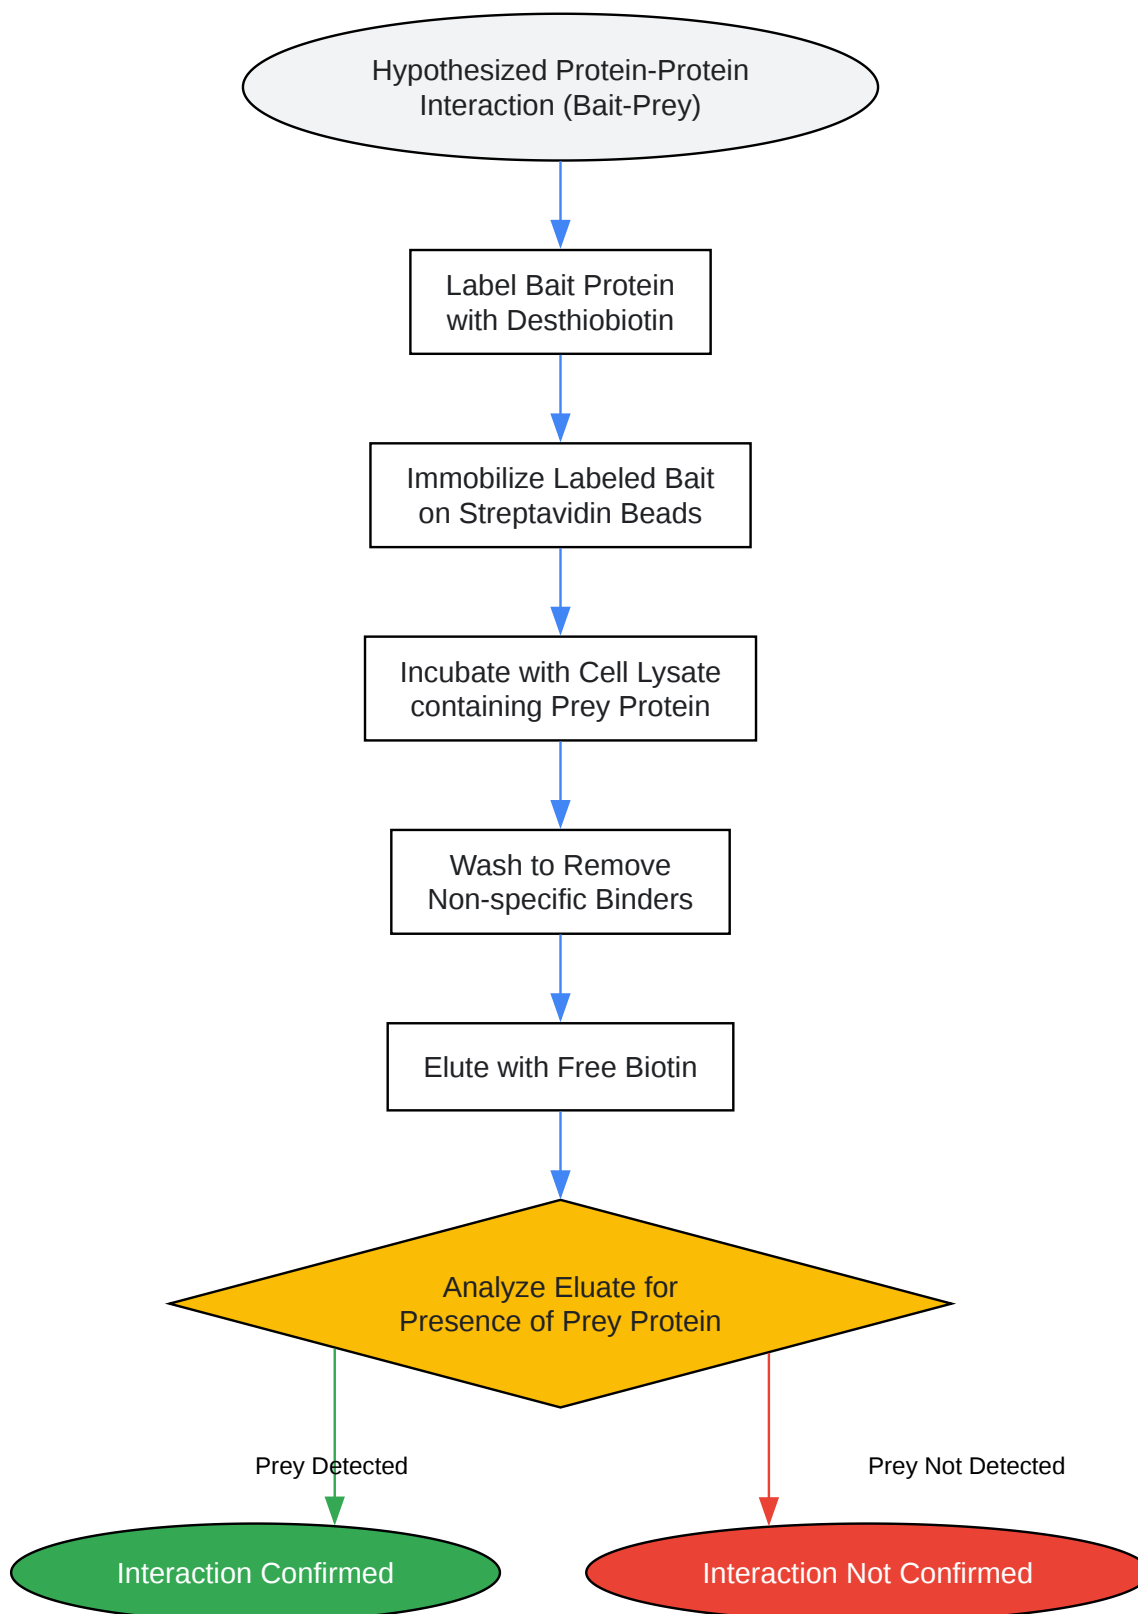 Hypothesized Protein-Protein
Interaction (Bait-Prey)
Label Bait Protein
with Desthiobiotin
Immobilize Labeled Bait
on Streptavidin Beads
Incubate with Cell Lysate
containing Prey Protein
Wash to Remove
Non-specific Binders
Elute with Free Biotin
Analyze Eluate for
Presence of Prey Protein
Prey Detected
Prey Not Detected
Interaction Confirmed
Interaction Not Confirmed